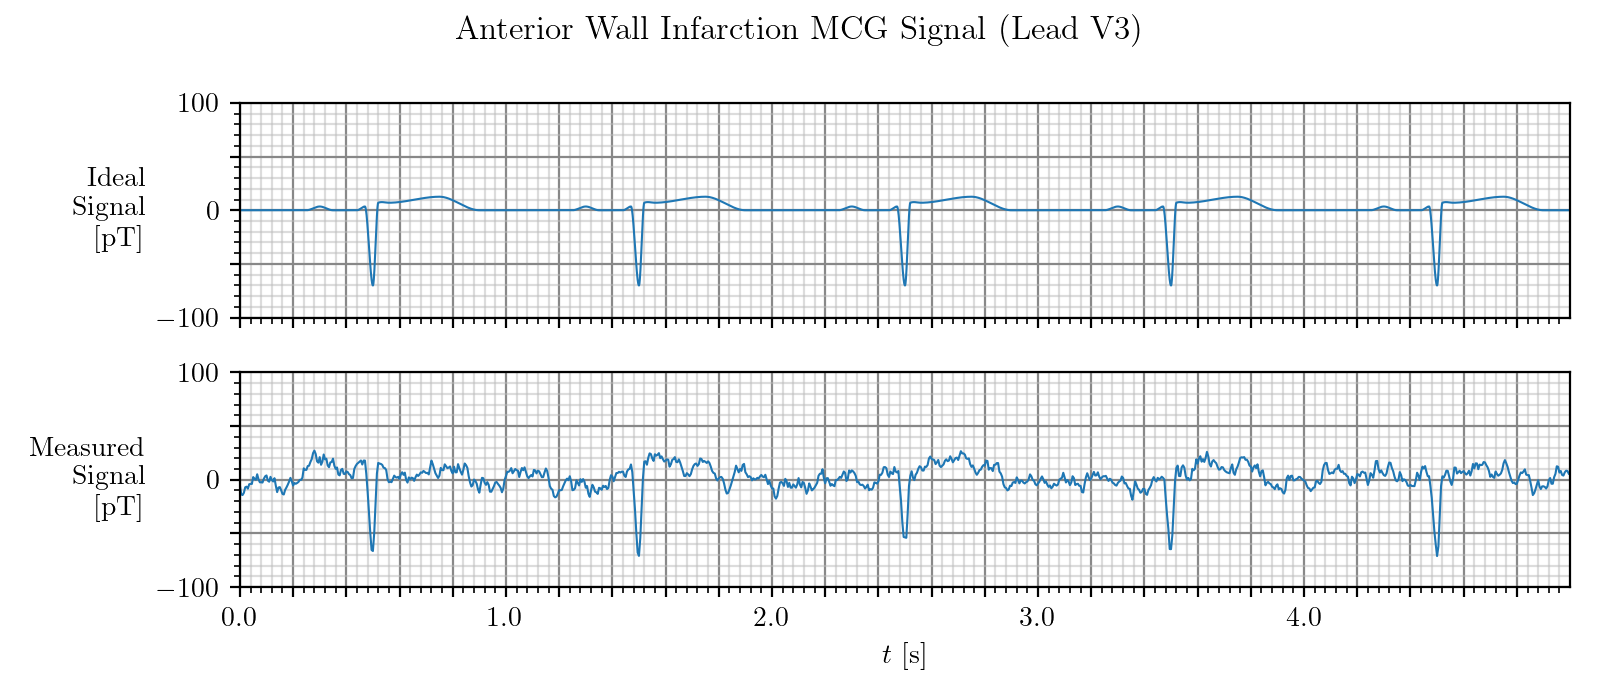 Anterior Wall Infarction MCG Signal (Lead V3)
100
Ideal
Signal
[pT]
0
−100
100
Measured
Signal
[pT]
0
−100
0.0 1.0 2.0 3.0 4.0
t [s]